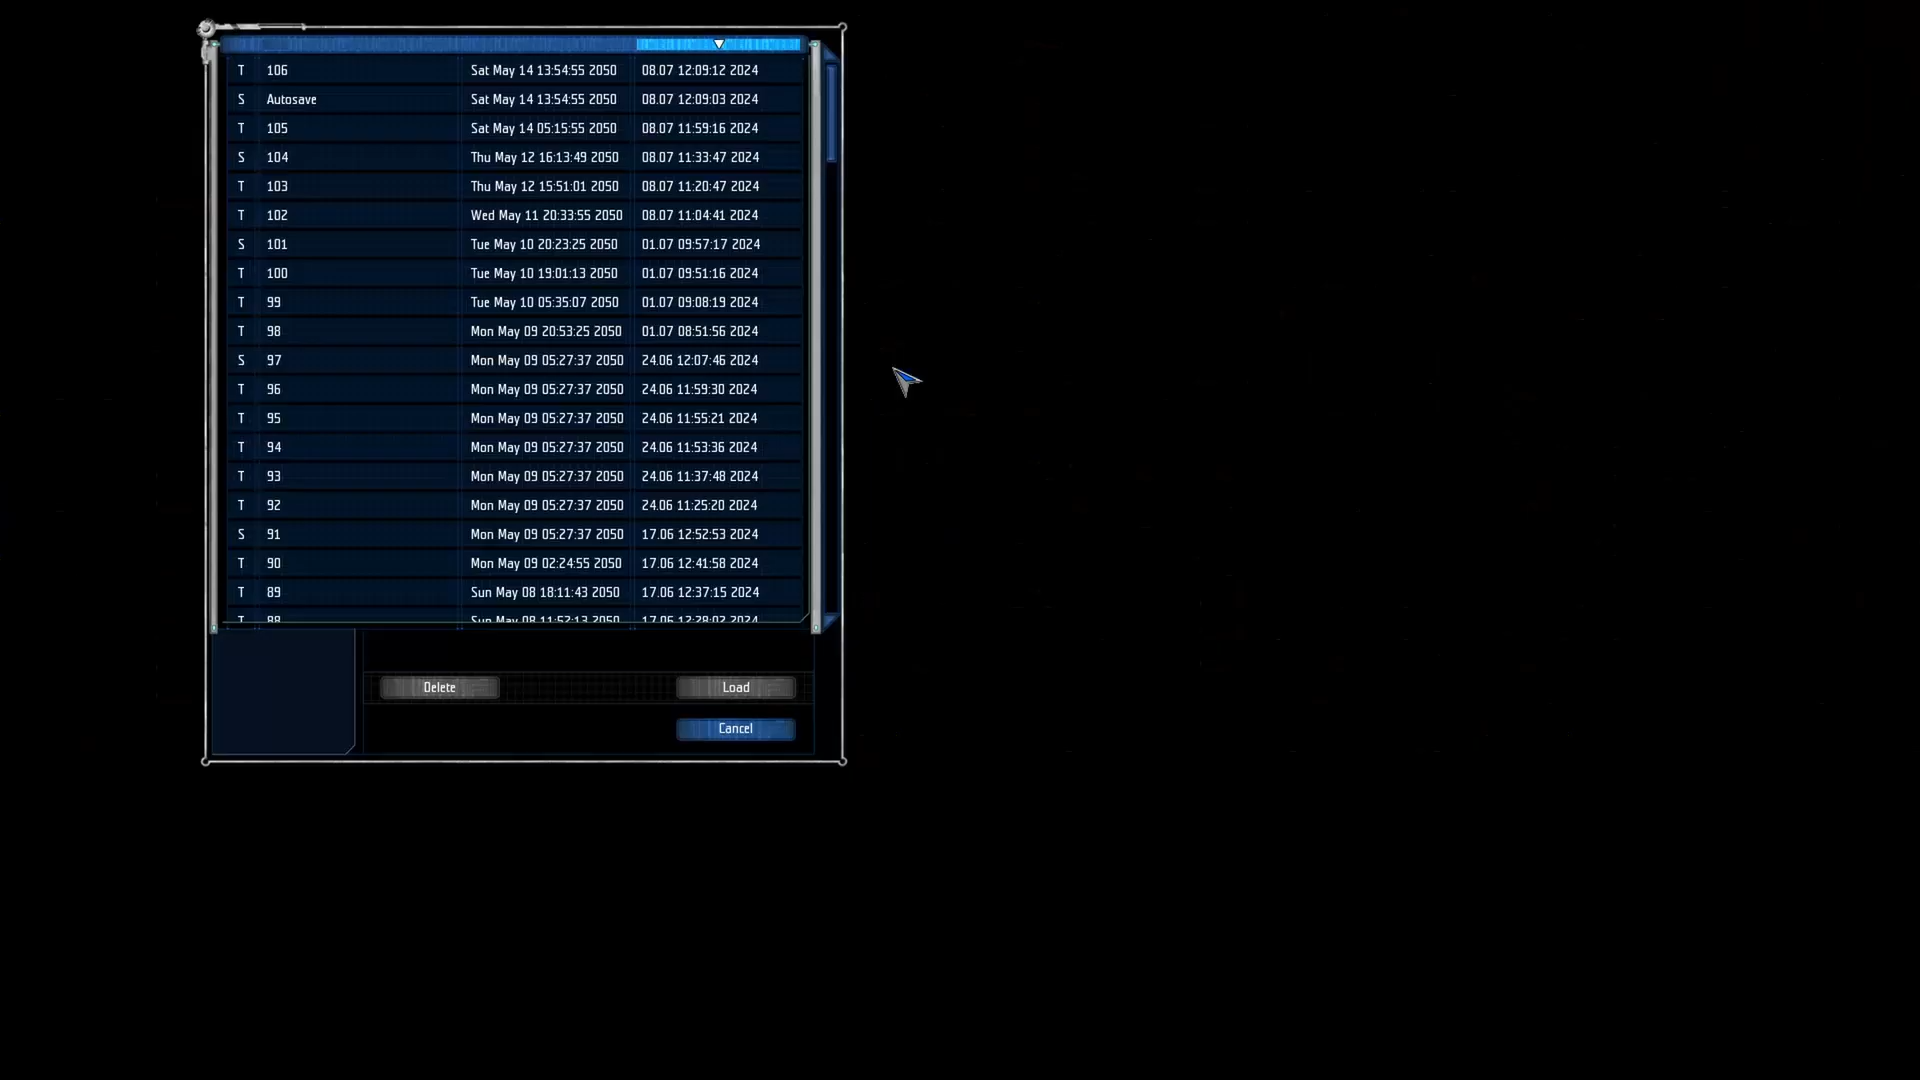 T 106 Sat May 14 13:54:55 2050 08.07 12:09:12 2024
S Autosave Sat May 14 13:54:55 2050 08.07 12:09:03 2024
T 105 Sat May 14 05:15:55 2050 08.07 11:59:16 2024
S 104 Thu May 12 16:13:49 2050 08.07 11:33:47 2024
T 103 Thu May 12 15:51:01 2050 08.07 11:20:47 2024
T 102 Wed May 11 20:33:55 2050 08.07 11:04:41 2024
S 101 Tue May 10 20:23:25 2050 01.07 09:57:17 2024
T 100 Tue May 10 19:01:13 2050 01.07 09:51:16 2024
T 99 Tue May 10 05:35:07 2050 01.07 09:08:19 2024
T 98 Mon May 09 20:53:25 2050 01.07 08:51:56 2024
S 97 Mon May 09 05:27:37 2050 24.06 12:07:46 2024
T 96 Mon May 09 05:27:37 2050 24.06 11:59:30 2024
T 95 Mon May 09 05:27:37 2050 24.06 11:55:21 2024
T 94 Mon May 09 05:27:37 2050 24.06 11:53:36 2024
T 93 Mon May 09 05:27:37 2050 24.06 11:37:48 2024
T 92 Mon May 09 05:27:37 2050 24.06 11:25:20 2024
S 91 Mon May 09 05:27:37 2050 17.06 12:52:53 2024
T 90 Mon May 09 02:24:55 2050 17.06 12:41:58 2024
T 89 Sun May 08 18:11:43 2050 17.06 12:37:15 2024
T 88 Sun May 08 11:52:13 2050 17.06 12:28:02 2024
Delete Load
Cancel